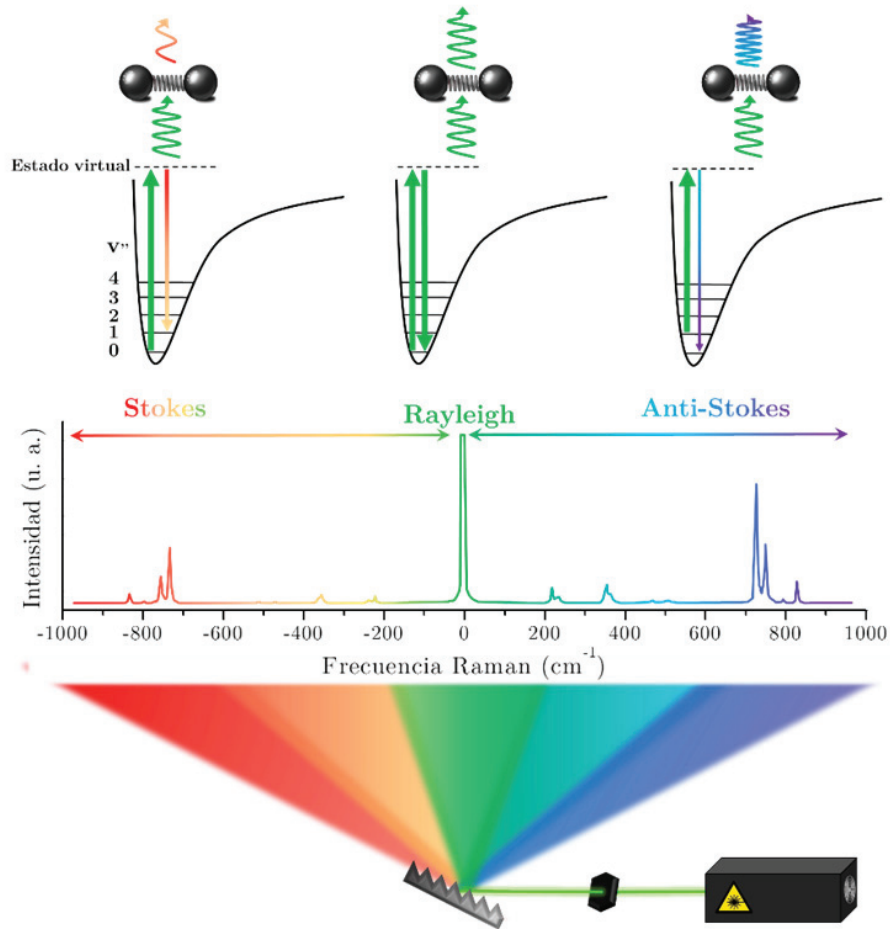 Estado virtual
v”
4
3
2
1
0
Stokes
Rayleigh
Anti-Stokes
Intensidad (u. a.)
-1000 -800 -600 -400 -200 0 200 400 600 800 1000
Frecuencia Raman (cm⁻¹)